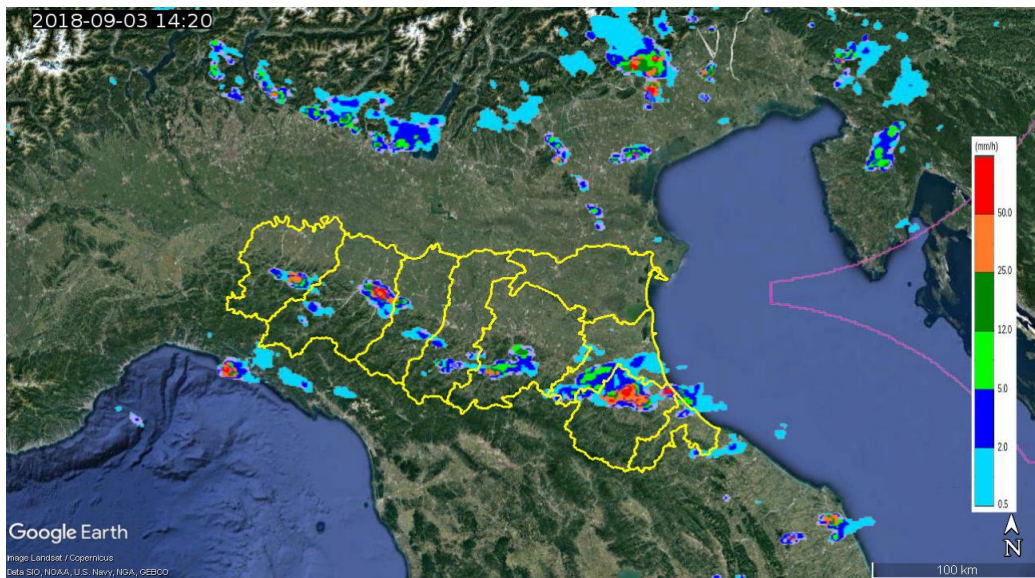 2018-09-03 14:20
(mm/h)
50.0
25.0
12.0
5.0
2.0
0.5
N
100 km
Google Earth
Image Landsat / Copernicus
Data SIO, NOAA, U.S. Navy, NGA, GEBCO